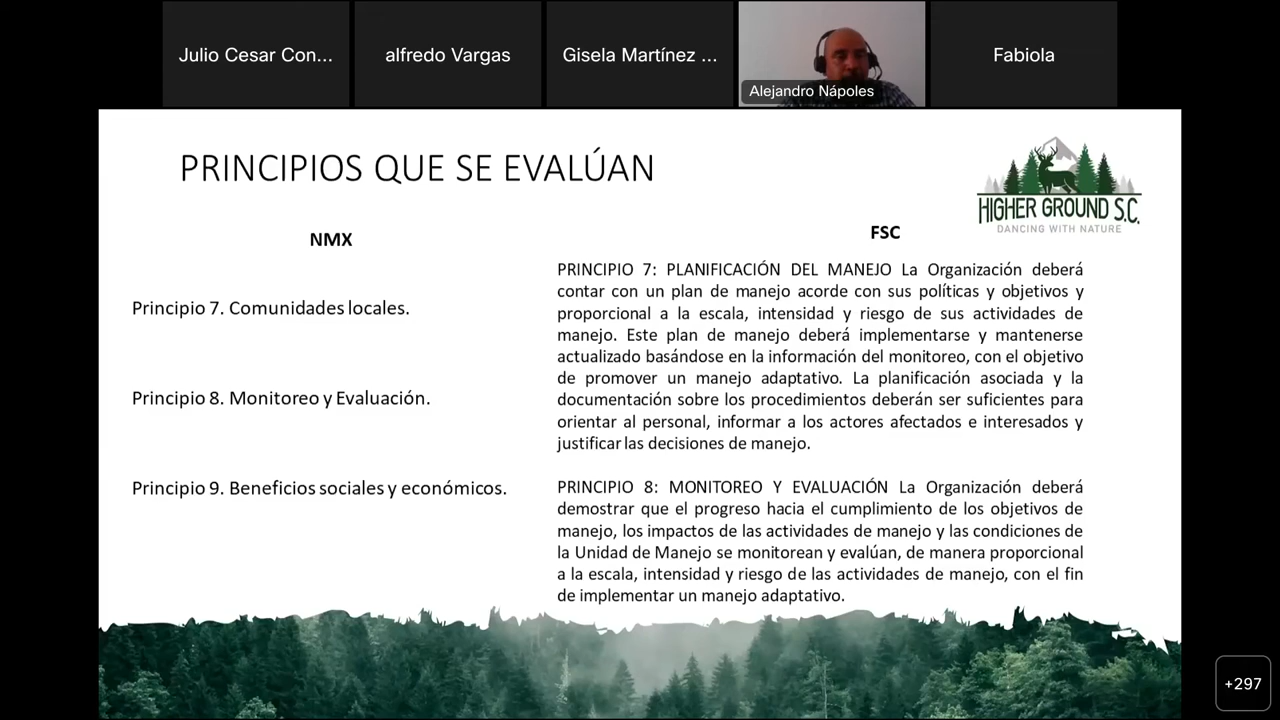 Julio Cesar Con...
alfredo Vargas
Gisela Martínez ...
Alejandro Nápoles
Fabiola
PRINCIPIOS QUE SE EVALÚAN
HIGHER GROUND S.C.
DANCING WITH NATURE
NMX
Principio 7. Comunidades locales.
Principio 8. Monitoreo y Evaluación.
Principio 9. Beneficios sociales y económicos.
FSC
PRINCIPIO 7: PLANIFICACIÓN DEL MANEJO La Organización deberá
contar con un plan de manejo acorde con sus políticas y objetivos y
proporcional a la escala, intensidad y riesgo de sus actividades de
manejo. Este plan de manejo deberá implementarse y mantenerse
actualizado basándose en la información del monitoreo, con el objetivo
de promover un manejo adaptativo. La planificación asociada y la
documentación sobre los procedimientos deberán ser suficientes para
orientar al personal, informar a los actores afectados e interesados y
justificar las decisiones de manejo.
PRINCIPIO 8: MONITOREO Y EVALUACIÓN La Organización deberá
demostrar que el progreso hacia el cumplimiento de los objetivos de
manejo, los impactos de las actividades de manejo y las condiciones de
la Unidad de Manejo se monitorean y evalúan, de manera proporcional
a la escala, intensidad y riesgo de las actividades de manejo, con el fin
de implementar un manejo adaptativo.
+297